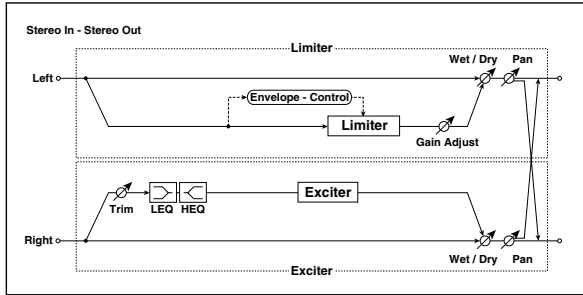 Stereo In - Stereo Out
Limiter
Wet / Dry Pan
Left
Envelope - Control
Limiter
Gain Adjust
Exciter
Trim LEQ HEQ
Right
Wet / Dry Pan
Exciter